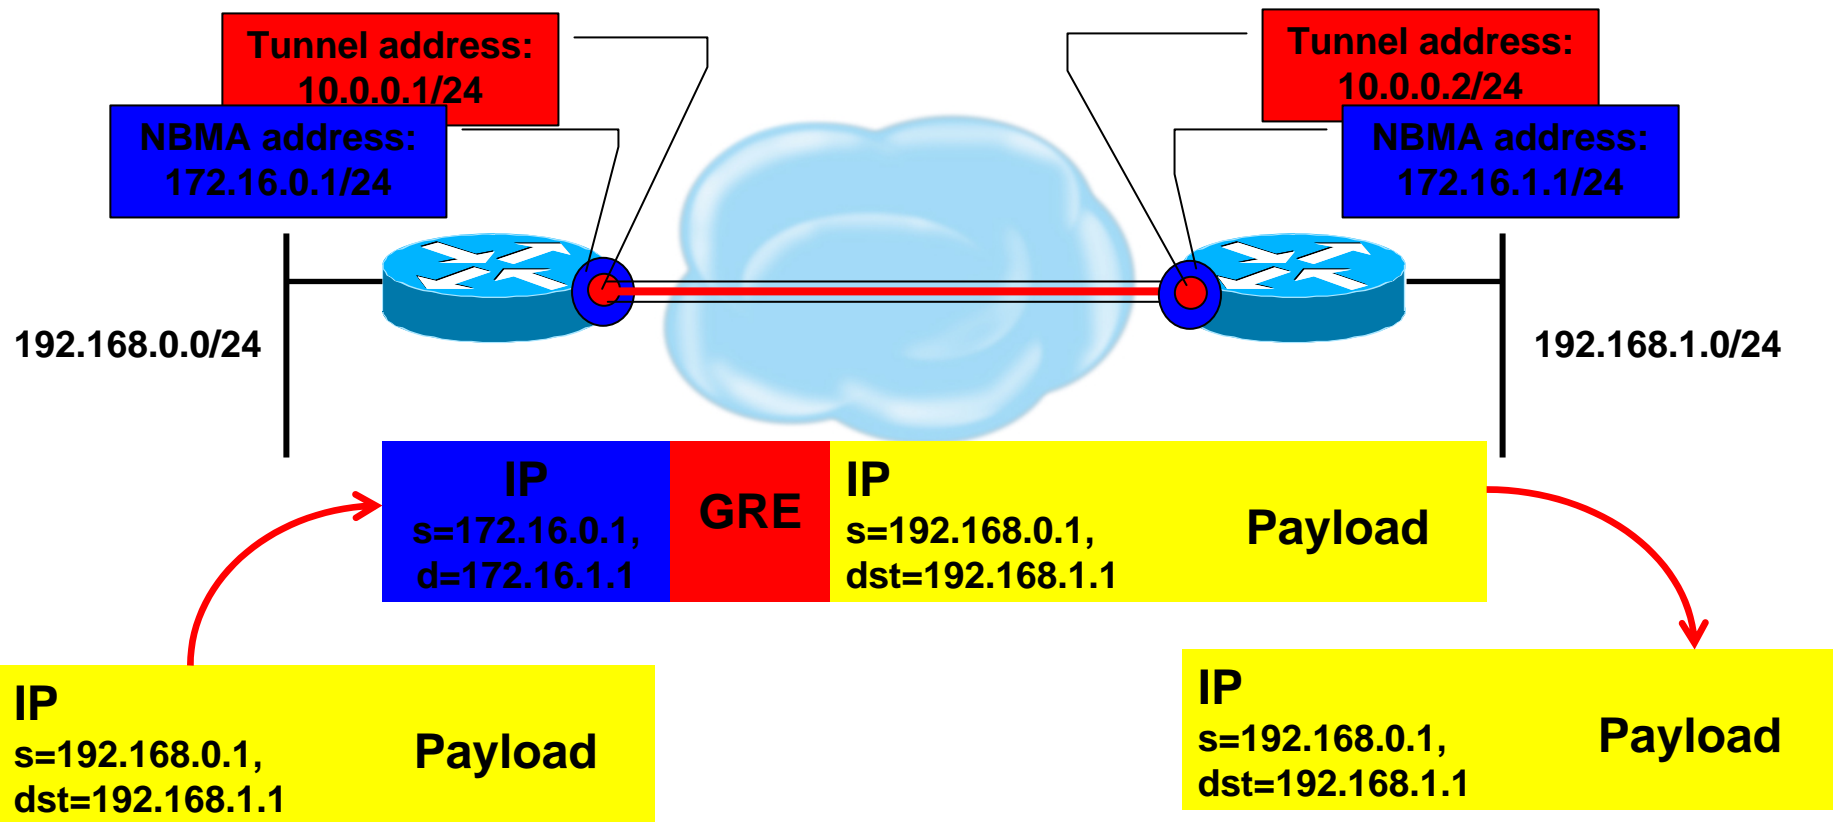 Tunnel address:
10.0.0.1/24
NBMA address:
172.16.0.1/24
Tunnel address:
10.0.0.2/24
NBMA address:
172.16.1.1/24
192.168.0.0/24
192.168.1.0/24
IP
s=172.16.0.1,
d=172.16.1.1
GRE
IP
s=192.168.0.1,
dst=192.168.1.1
Payload
IP
s=192.168.0.1,
dst=192.168.1.1
Payload
IP
s=192.168.0.1,
dst=192.168.1.1
Payload